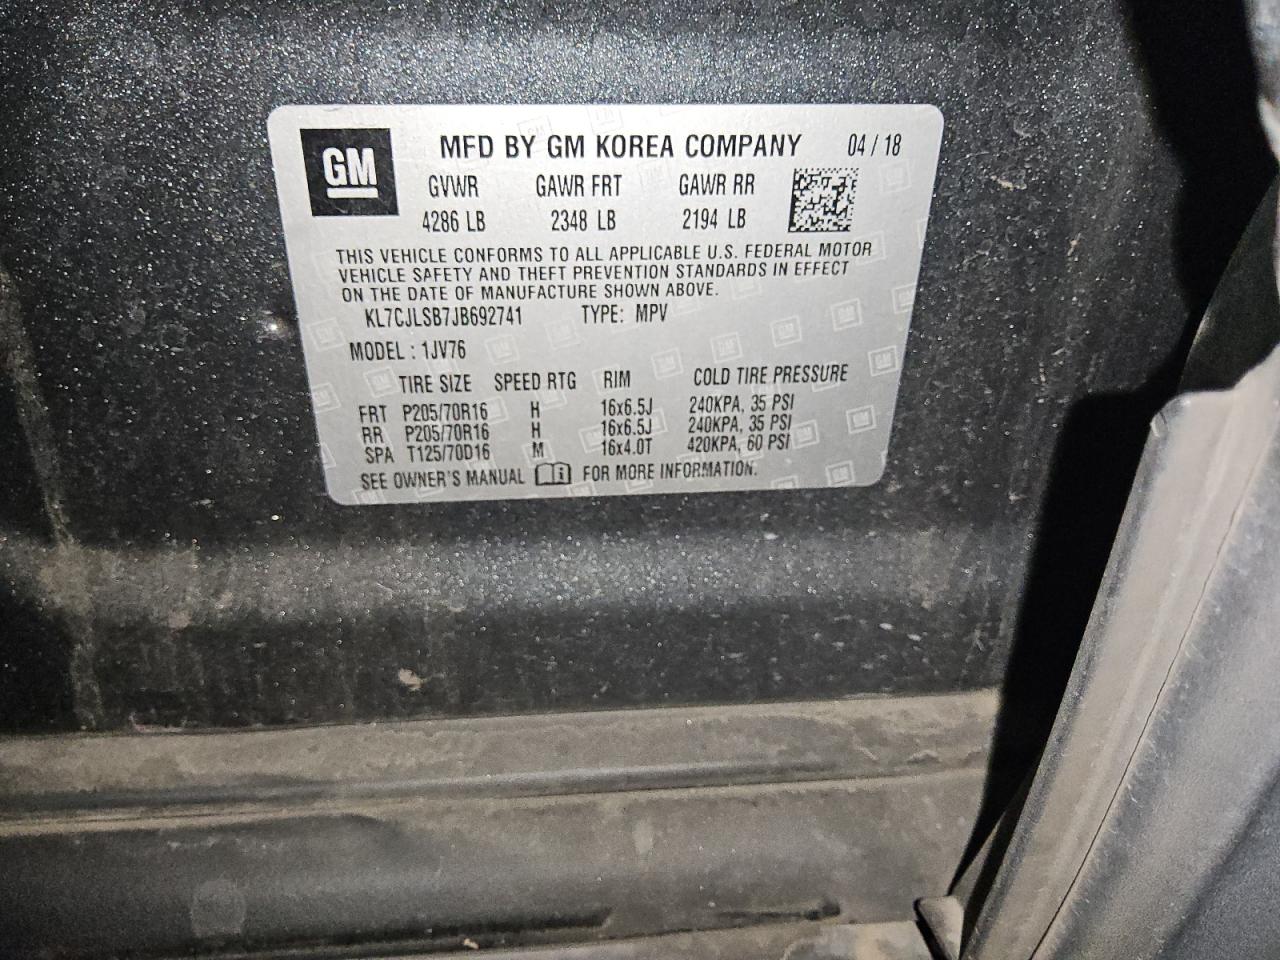 GM
MFD BY GM KOREA COMPANY 04 / 18
GVWR GAWR FRT GAWR RR
4286 LB 2348 LB 2194 LB
THIS VEHICLE CONFORMS TO ALL APPLICABLE U.S. FEDERAL MOTOR
VEHICLE SAFETY AND THEFT PREVENTION STANDARDS IN EFFECT
ON THE DATE OF MANUFACTURE SHOWN ABOVE.
KL7CJLSB7JB692741 TYPE: MPV
MODEL : 1JV76
TIRE SIZE SPEED RTG RIM COLD TIRE PRESSURE
FRT P205/70R16 H 16x6.5J 240KPA, 35 PSI
RR P205/70R16 H 16x6.5J 240KPA, 35 PSI
SPA T125/70D16 M 16x4.0T 420KPA, 60 PSI
SEE OWNER'S MANUAL FOR MORE INFORMATION.